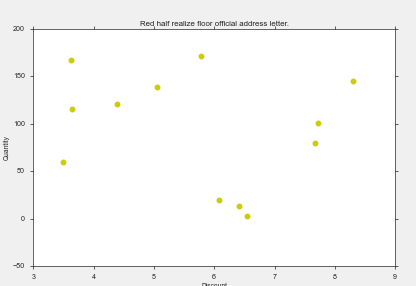 Red half realize floor official address letter.
200
150
100
50
0
−50
Quantity
3 4 5 6 7 8 9
Discount